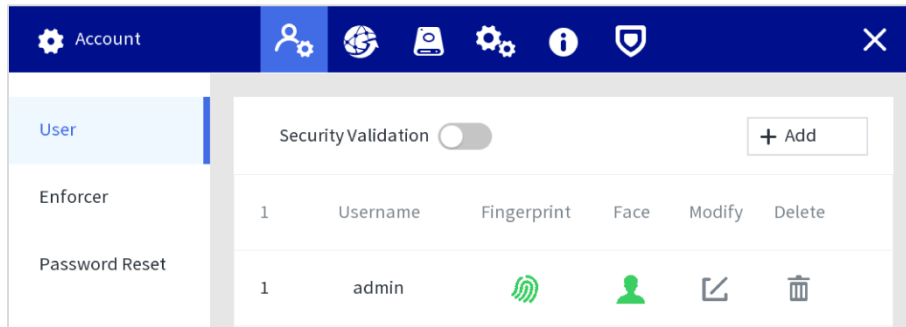 Account
User
Security Validation
+ Add
Enforcer
1 Username Fingerprint Face Modify Delete
Password Reset
1 admin